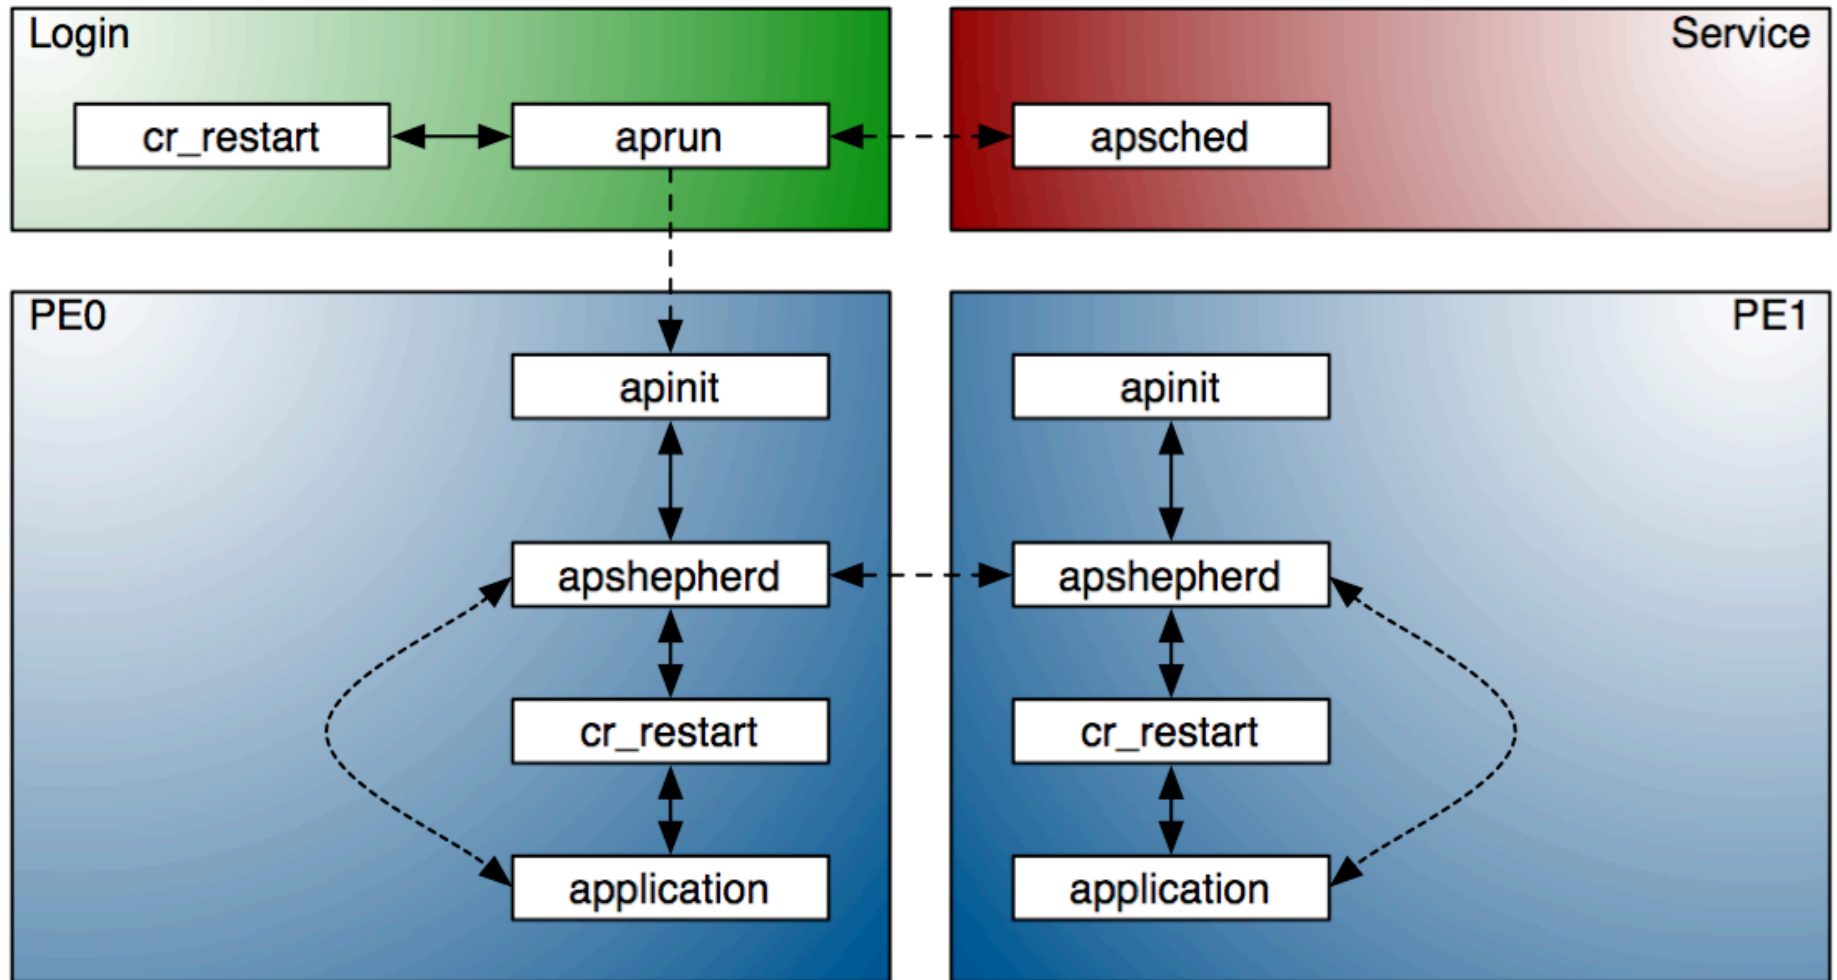 Login
Service
cr_restart
aprun
apsched
PE0
PE1
apinit
apinit
apshepherd
apshepherd
cr_restart
cr_restart
application
application